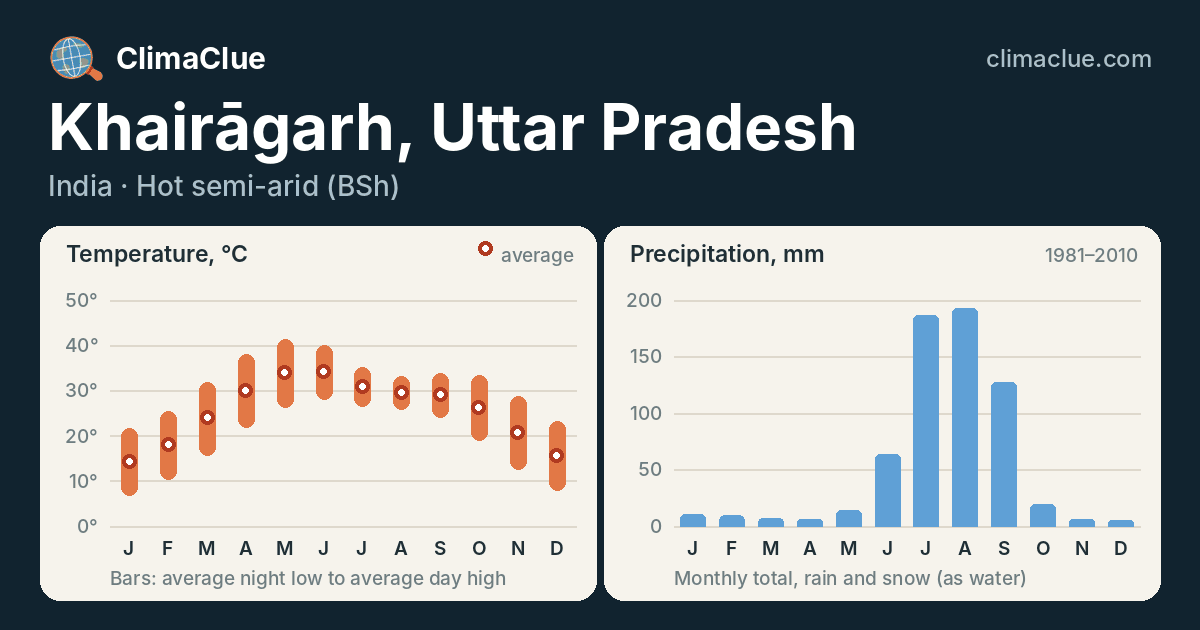 ClimaClue
climaclue.com
Khairāgarh, Uttar Pradesh
India · Hot semi-arid (BSh)
Temperature, °C
average
50°
40°
30°
20°
10°
0°
J F M A M J J A S O N D
Bars: average night low to average day high
Precipitation, mm
1981–2010
200
150
100
50
0
J F M A M J J A S O N D
Monthly total, rain and snow (as water)